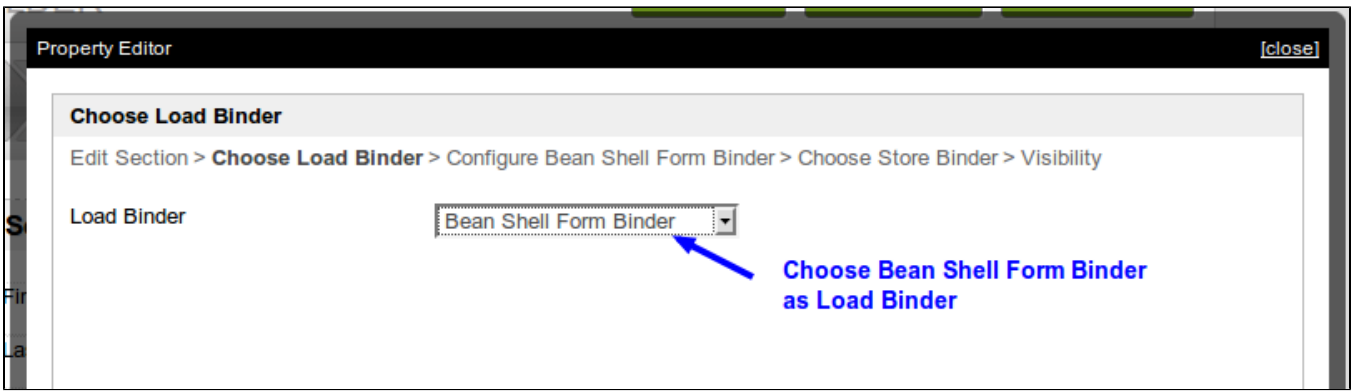 Property Editor
[close]
Choose Load Binder
Edit Section > Choose Load Binder > Configure Bean Shell Form Binder > Choose Store Binder > Visibility
Load Binder
Bean Shell Form Binder
Choose Bean Shell Form Binder
as Load Binder